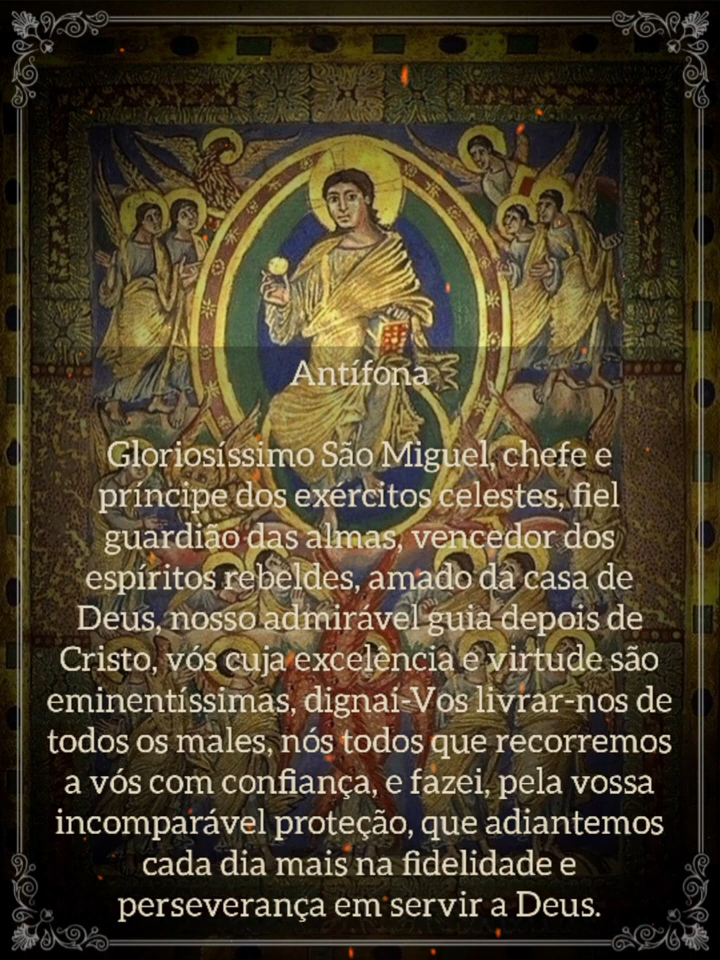 Antífona
Gloriosíssimo São Miguel, chefe e
príncipe dos exércitos celestes, fiel
guardião das almas, vencedor dos
espíritos rebeldes, amado da casa de
Deus, nosso admirável guia depois de
Cristo, vós cuja excelência e virtude são
eminentíssimas, dignaí-Vos livrar-nos de
todos os males, nós todos que recorremos
a vós com confiança, e fazei, pela vossa
incomparável proteção, que adiantemos
cada dia mais na fidelidade e
perseverança em servir a Deus.